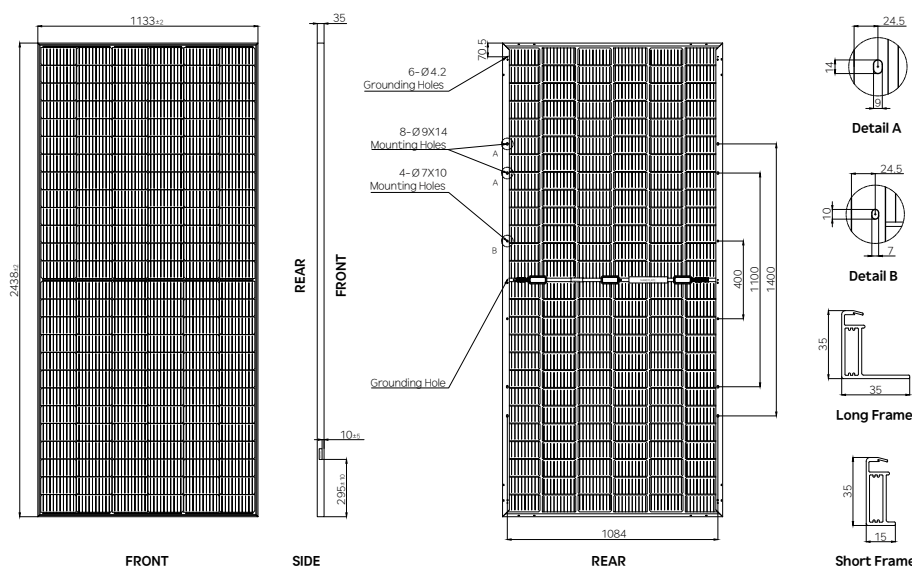 1133±2
2438±2
FRONT
35
REAR
FRONT
10±5
295±10
SIDE
70.5
6-Ø4.2
Grounding Holes
8-Ø9X14
Mounting Holes
A
A
4-Ø7X10
Mounting Holes
B
Grounding Hole
400
1100
1400
1084
REAR
24.5
14
9
Detail A
24.5
10
7
Detail B
35
35
Long Frame
35
15
Short Frame